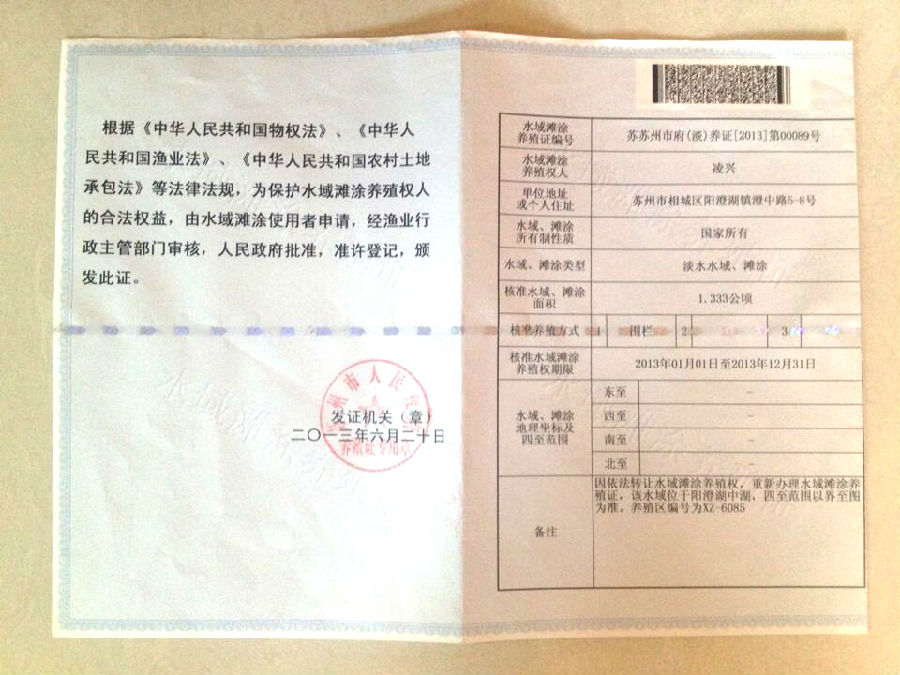 根据《中华人民共和国物权法》、《中华人
民共和国渔业法》、《中华人民共和国农村土地
承包法》等法律法规，为保护水域滩涂养殖权人
的合法权益，由水域滩涂使用者申请，经渔业行
政主管部门审核，人民政府批准，准许登记，颁
发此证。
发证机关（章）
二〇一三年六月二十日
养殖证专用章
水域滩涂
养殖证编号
苏苏州市府(淡)养证[2013]第00089号
水域滩涂
养殖权人
凌兴
单位地址
或个人住址
苏州市相城区阳澄湖镇澄中路5-8号
水域、滩涂
所有制性质
国家所有
水域、滩涂类型
淡水水域、滩涂
核准水域、滩涂
面积
1.333公顷
核准养殖方式 1 围栏 2 3
核准水域滩涂
养殖权期限
2013年01月01日至2013年12月31日
水域、滩涂
地理坐标及
四至范围
东至 -
西至 -
南至 -
北至 -
备注
因依法转让水域滩涂养殖权，重新办理水域滩涂养
殖证，该水域位于阳澄湖中湖，四至范围以界至图
为准，养殖区编号为XZ-6085